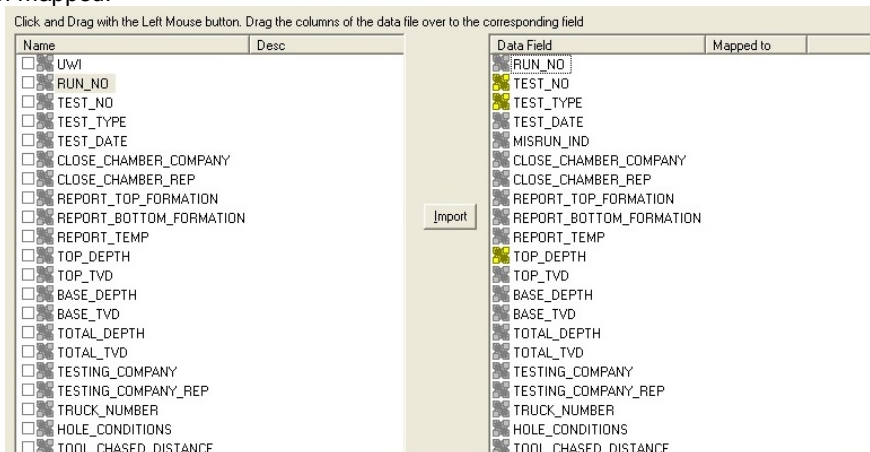 mapped.
Click and Drag with the Left Mouse button. Drag the columns of the data file over to the corresponding field
Name Desc
UWI
RUN_NO
TEST_NO
TEST_TYPE
TEST_DATE
CLOSE_CHAMBER_COMPANY
CLOSE_CHAMBER_REP
REPORT_TOP_FORMATION
REPORT_BOTTOM_FORMATION
REPORT_TEMP
TOP_DEPTH
TOP_TVD
BASE_DEPTH
BASE_TVD
TOTAL_DEPTH
TOTAL_TVD
TESTING_COMPANY
TESTING_COMPANY_REP
TRUCK_NUMBER
HOLE_CONDITIONS
TOOL_CHASED_DISTANCE
Import
Data Field Mapped to
RUN_NO
TEST_NO
TEST_TYPE
TEST_DATE
MISRUN_IND
CLOSE_CHAMBER_COMPANY
CLOSE_CHAMBER_REP
REPORT_TOP_FORMATION
REPORT_BOTTOM_FORMATION
REPORT_TEMP
TOP_DEPTH
TOP_TVD
BASE_DEPTH
BASE_TVD
TOTAL_DEPTH
TOTAL_TVD
TESTING_COMPANY
TESTING_COMPANY_REP
TRUCK_NUMBER
HOLE_CONDITIONS
TOOL_CHASED_DISTANCE